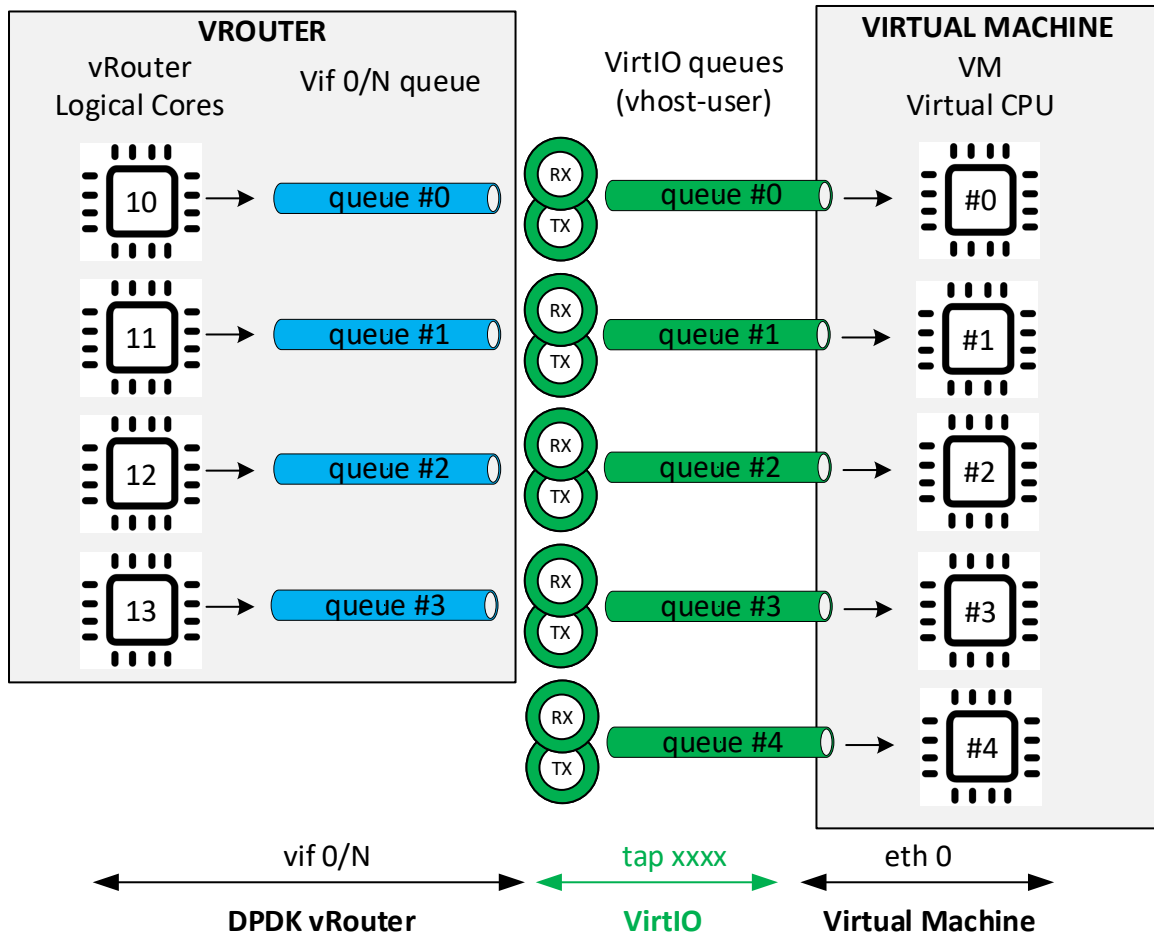 VROUTER
vRouter
Logical Cores
Vif 0/N queue
VirtIO queues
(vhost-user)
VIRTUAL MACHINE
VM
Virtual CPU
10
queue #0
RX
TX
queue #0
#0
11
queue #1
RX
TX
queue #1
#1
12
queue #2
RX
TX
queue #2
#2
13
queue #3
RX
TX
queue #3
#3
RX
TX
queue #4
#4
vif 0/N
tap xxxx
eth 0
DPDK vRouter
VirtIO
Virtual Machine